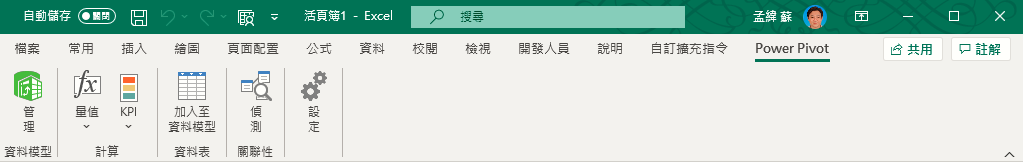 自動儲存 關閉 活頁簿1 - Excel 搜尋 孟緯 蘇
檔案 常用 插入 繪圖 頁面配置 公式 資料 校閱 檢視 開發人員 說明 自訂擴充指令 Power Pivot 共用 註解
管理 量值 KPI 加入至資料模型 偵測 設定
資料模型 計算 資料表 關聯性